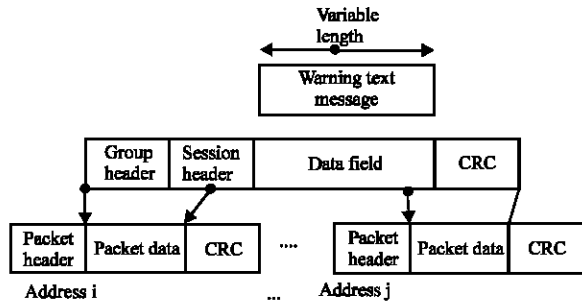 Variable
length
Warning text
message
Group
header
Session
header
Data field
CRC
Packet
header
Packet data
CRC
....
Packet
header
Packet data
CRC
Address i
...
Address j